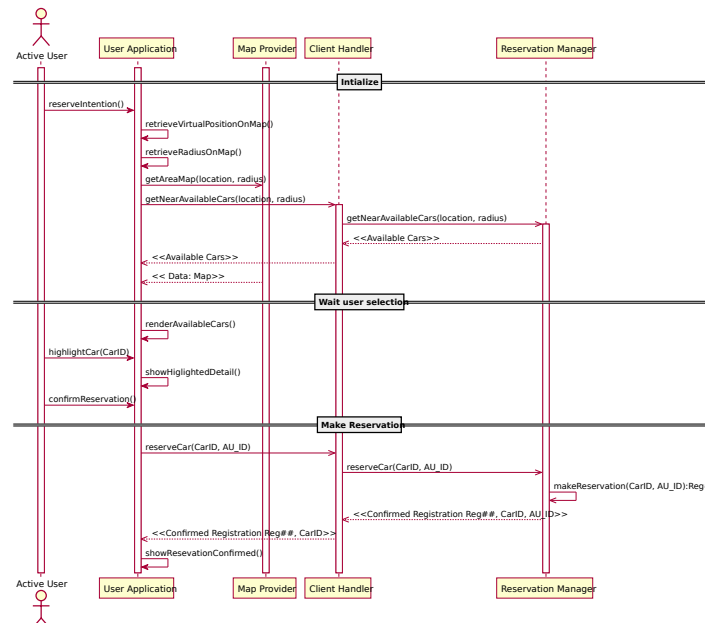 Active User
User Application
Map Provider
Client Handler
Reservation Manager
Intialize
reserveIntention()
retrieveVirtualPositionOnMap()
retrieveRadiusOnMap()
getAreaMap(location, radius)
getNearAvailableCars(location, radius)
getNearAvailableCars(location, radius)
<<Available Cars>>
<<Available Cars>>
<< Data: Map>>
Wait user selection
renderAvailableCars()
highlightCar(CarID)
showHiglightedDetail()
confirmReservation()
Make Reservation
reserveCar(CarID, AU_ID)
reserveCar(CarID, AU_ID)
makeReservation(CarID, AU_ID):Reg
<<Confirmed Registration Reg##, CarID, AU_ID>>
<<Confirmed Registration Reg##, CarID>>
showResevationConfirmed()
Active User
User Application
Map Provider
Client Handler
Reservation Manager